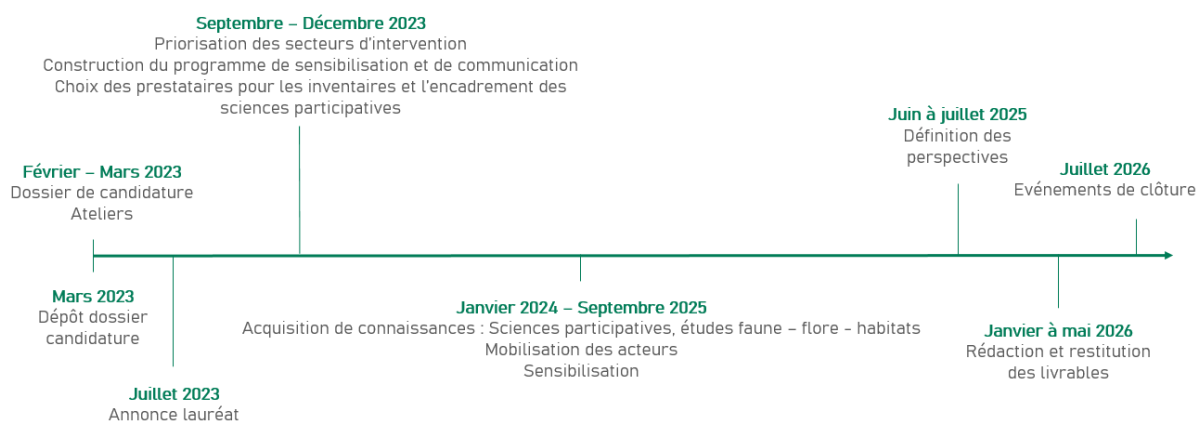 Septembre – Décembre 2023
Priorisation des secteurs d'intervention
Construction du programme de sensibilisation et de communication
Choix des prestataires pour les inventaires et l'encadrement des
sciences participatives
Juin à juillet 2025
Définition des
perspectives
Février – Mars 2023
Dossier de candidature
Ateliers
Juillet 2026
Evénements de clôture
Mars 2023
Dépôt dossier
candidature
Janvier 2024 – Septembre 2025
Acquisition de connaissances : Sciences participatives, études faune – flore - habitats
Mobilisation des acteurs
Sensibilisation
Janvier à mai 2026
Rédaction et restitution
des livrables
Juillet 2023
Annonce lauréat